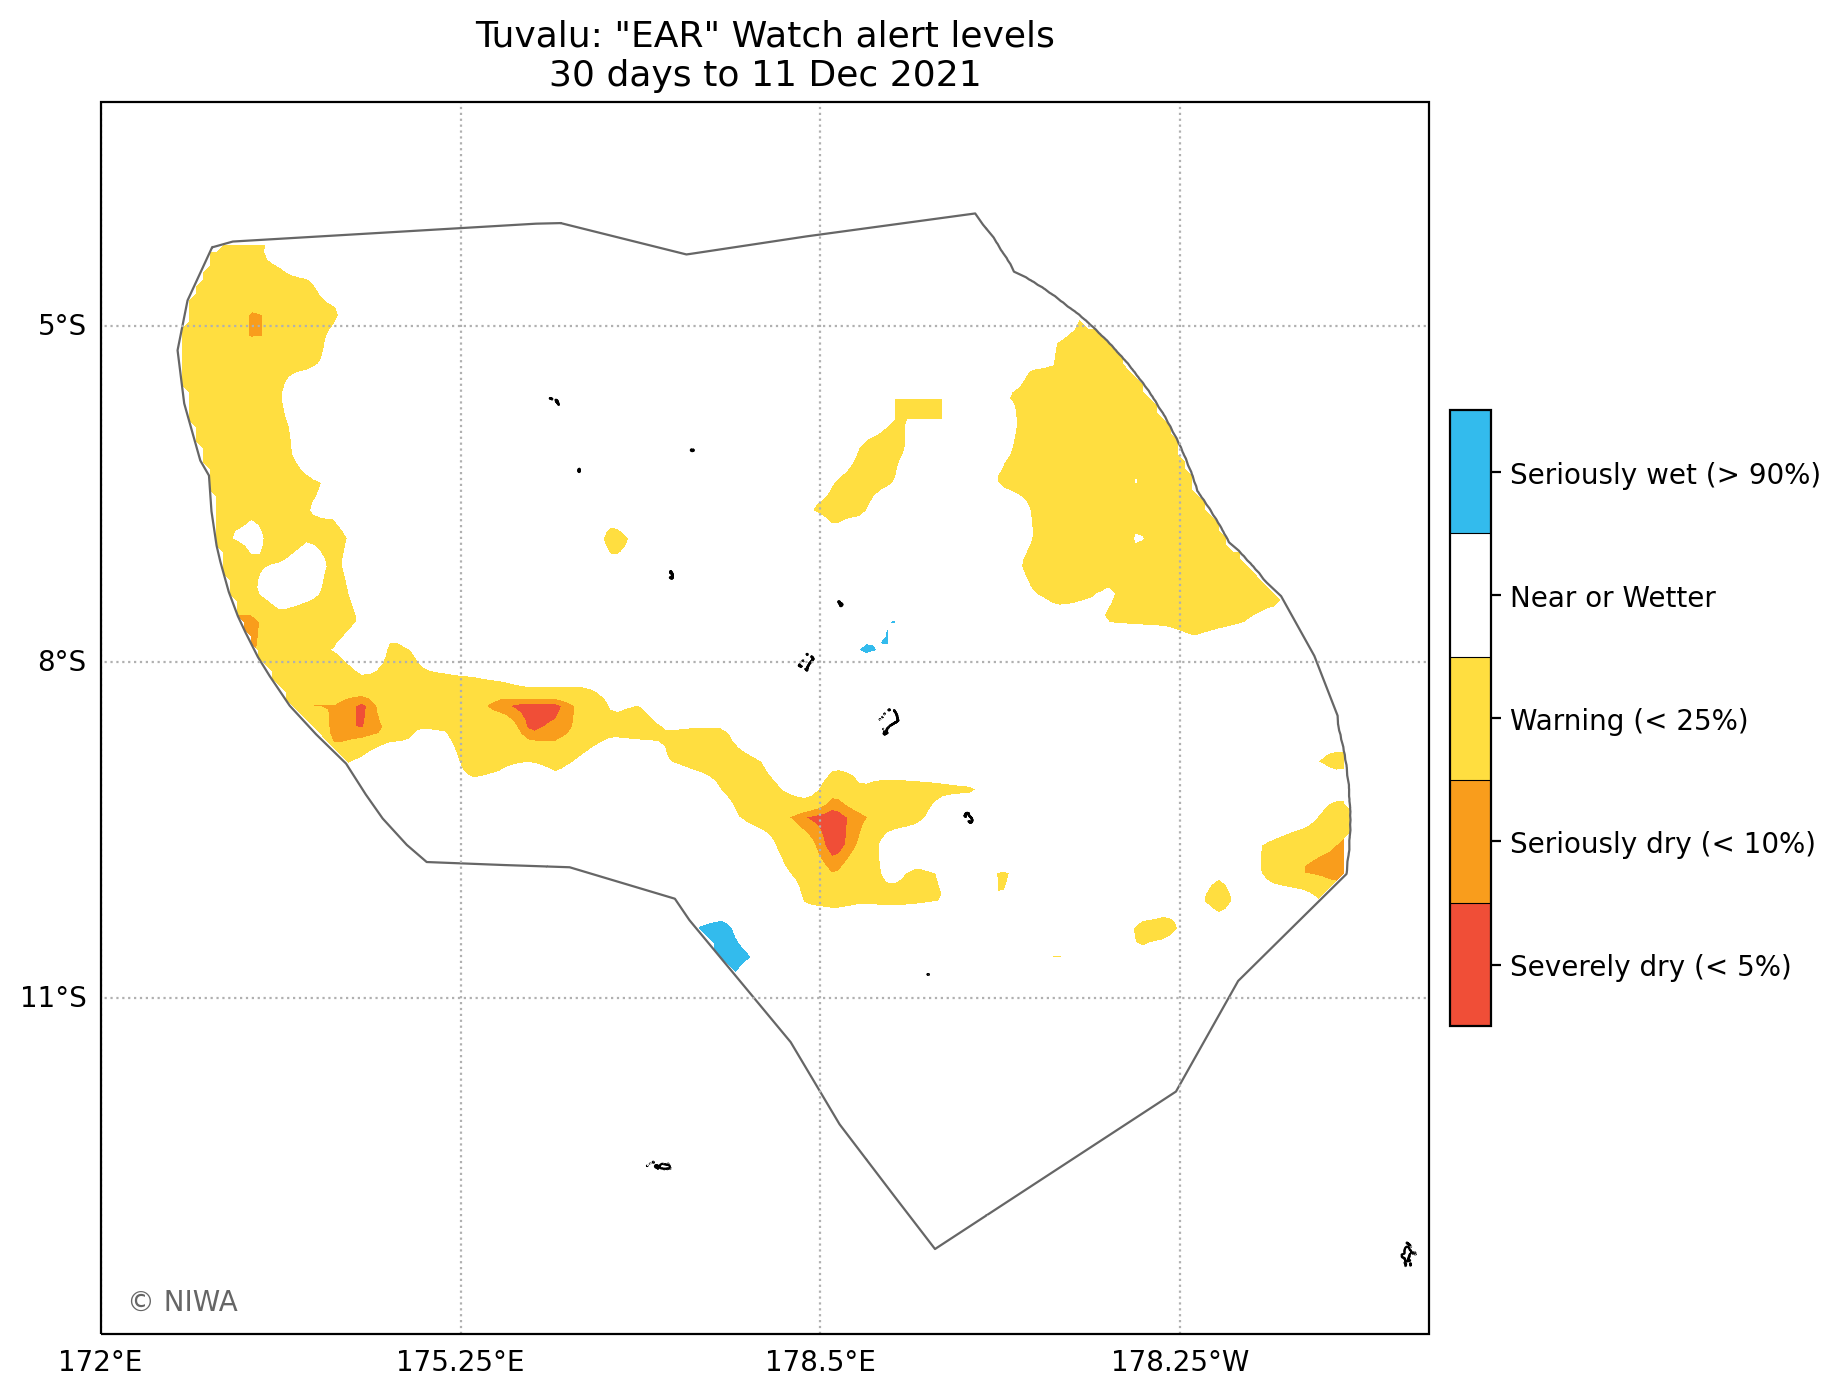 Tuvalu: "EAR" Watch alert levels
30 days to 11 Dec 2021
5°S
8°S
11°S
172°E
175.25°E
178.5°E
178.25°W
Seriously wet (> 90%)
Near or Wetter
Warning (< 25%)
Seriously dry (< 10%)
Severely dry (< 5%)
© NIWA